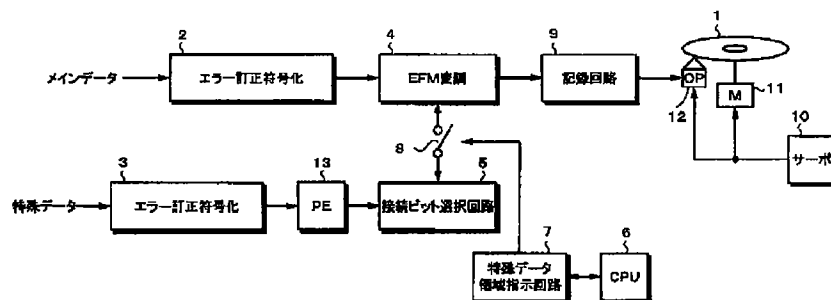 1
2
4
9
メインデータ
エラー訂正符号化
EFM変調
記録回路
OP
M
11
12
10
サーボ
8
3
13
5
特殊データ
エラー訂正符号化
PE
接続ビット選択回路
7
6
特殊データ
領域指示回路
CPU